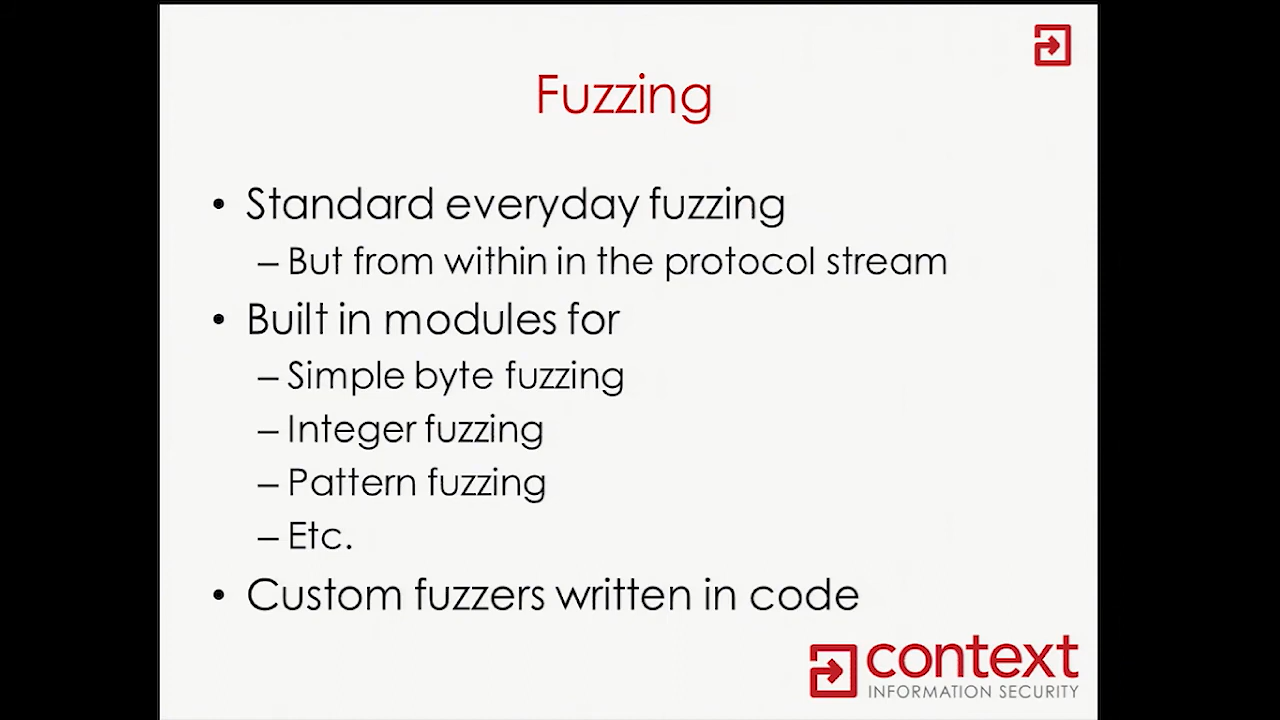 Fuzzing
• Standard everyday fuzzing
– But from within in the protocol stream
• Built in modules for
– Simple byte fuzzing
– Integer fuzzing
– Pattern fuzzing
– Etc.
• Custom fuzzers written in code
context
INFORMATION SECURITY